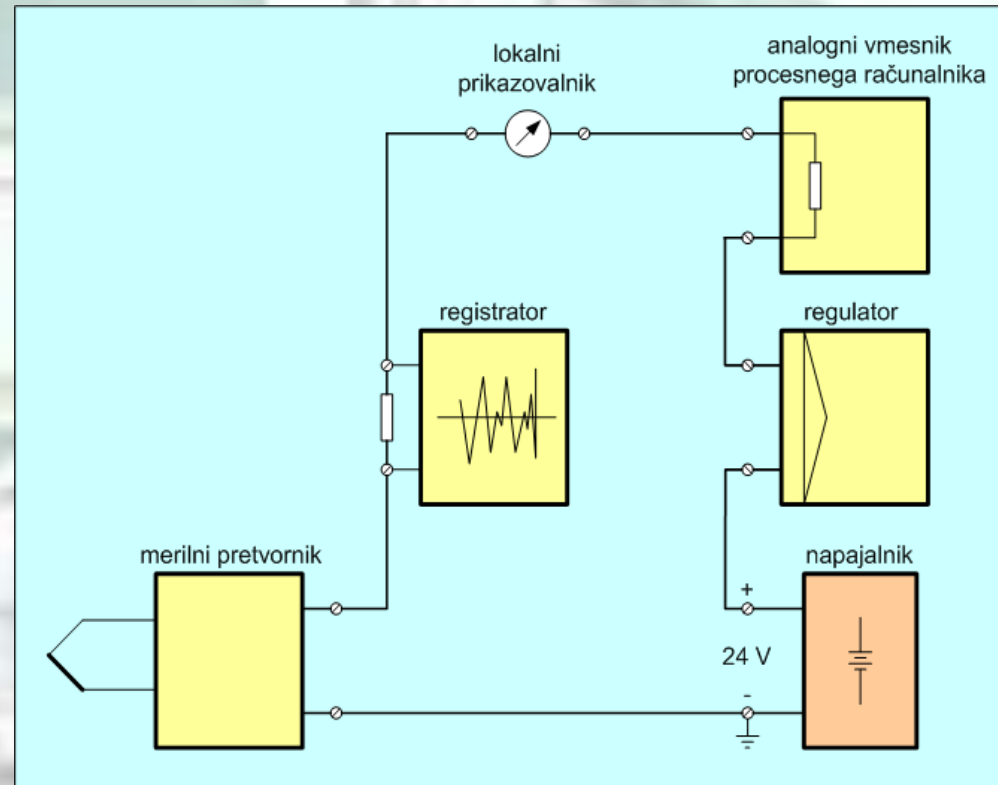 lokalni
prikazovalnik
analogni vmesnik
procesnega računalnika
registrator
regulator
merilni pretvornik
napajalnik
+
24 V
-